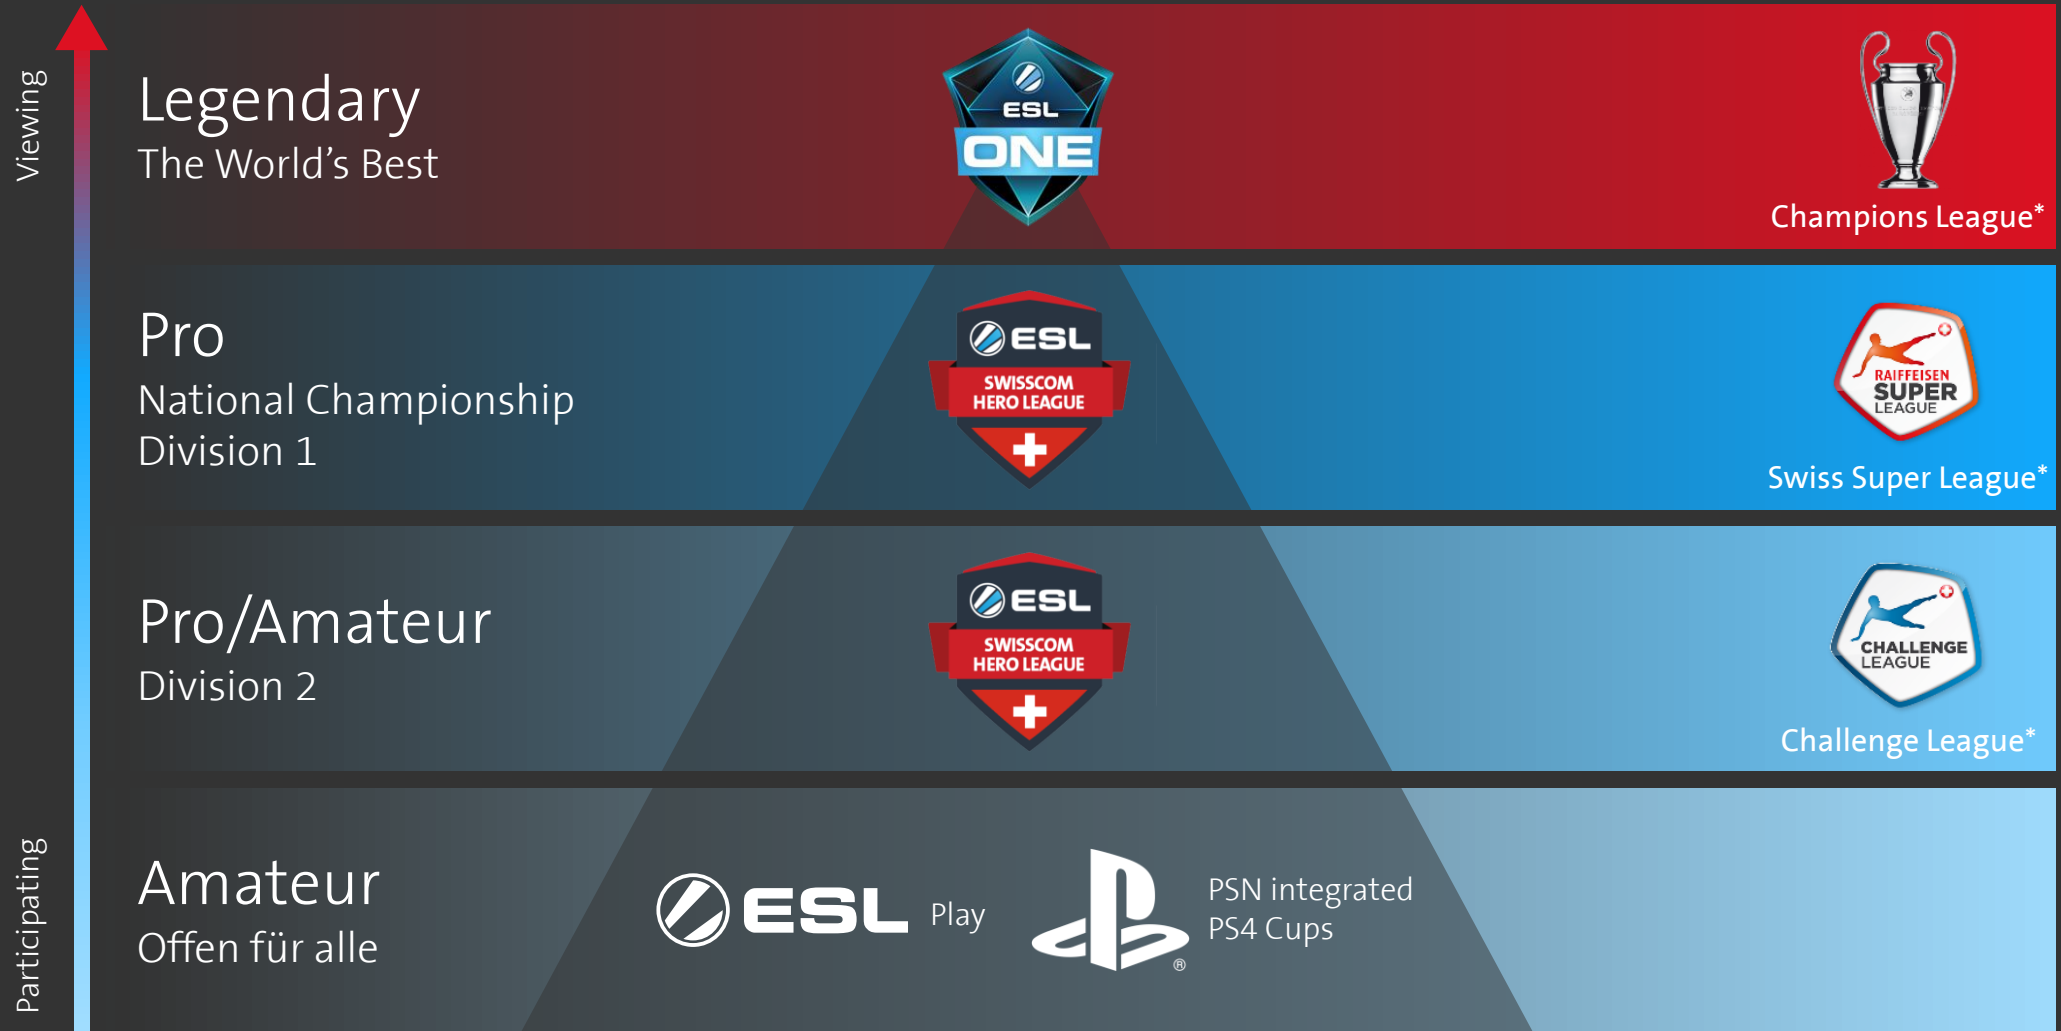 Viewing
Legendary
The World's Best
ESL
ONE
Champions League*
Pro
National Championship
Division 1
ESL
SWISSCOM
HERO LEAGUE
RAIFFEISEN
SUPER
LEAGUE
Swiss Super League*
Pro/Amateur
Division 2
ESL
SWISSCOM
HERO LEAGUE
CHALLENGE
LEAGUE
Challenge League*
Participating
Amateur
Offen für alle
ESL Play
®
PSN integrated
PS4 Cups